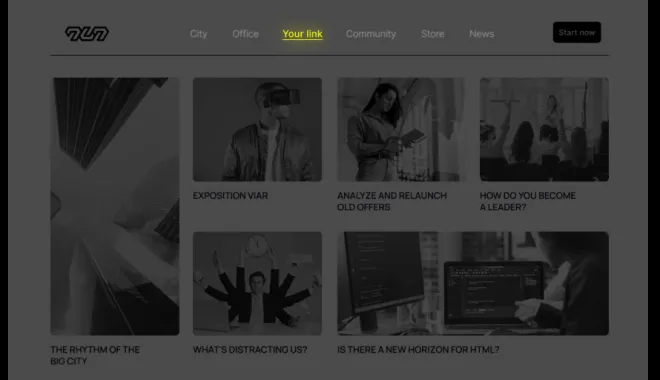 City Office Your link Community Store News Start now
EXPOSITION VIAR
ANALYZE AND RELAUNCH
OLD OFFERS
HOW DO YOU BECOME
A LEADER?
THE RHYTHM OF THE
BIG CITY
WHAT'S DISTRACTING US?
IS THERE A NEW HORIZON FOR HTML?